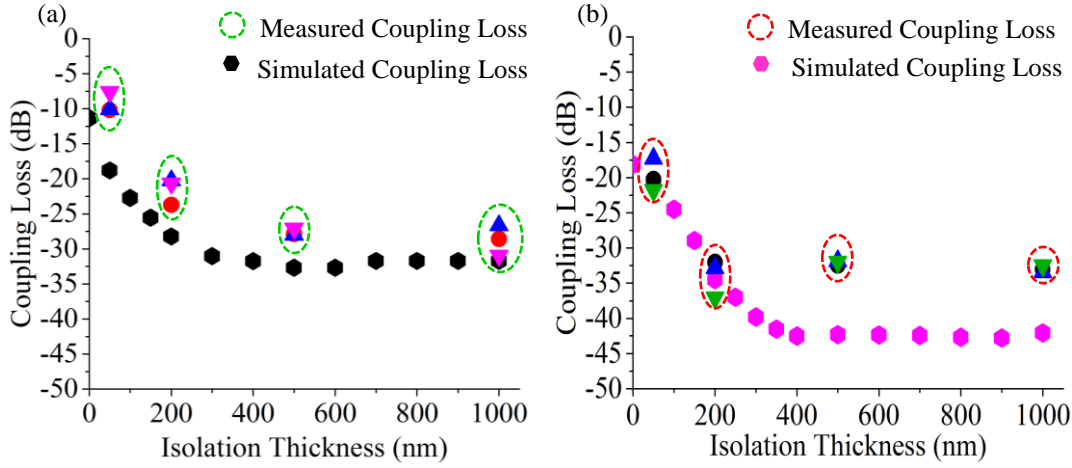 (a)
Measured Coupling Loss
Simulated Coupling Loss
Coupling Loss (dB)
0
-5
-10
-15
-20
-25
-30
-35
-40
-45
-50
0 200 400 600 800 1000
Isolation Thickness (nm)
(b)
Measured Coupling Loss
Simulated Coupling Loss
Coupling Loss (dB)
0
-5
-10
-15
-20
-25
-30
-35
-40
-45
-50
0 200 400 600 800 1000
Isolation Thickness (nm)